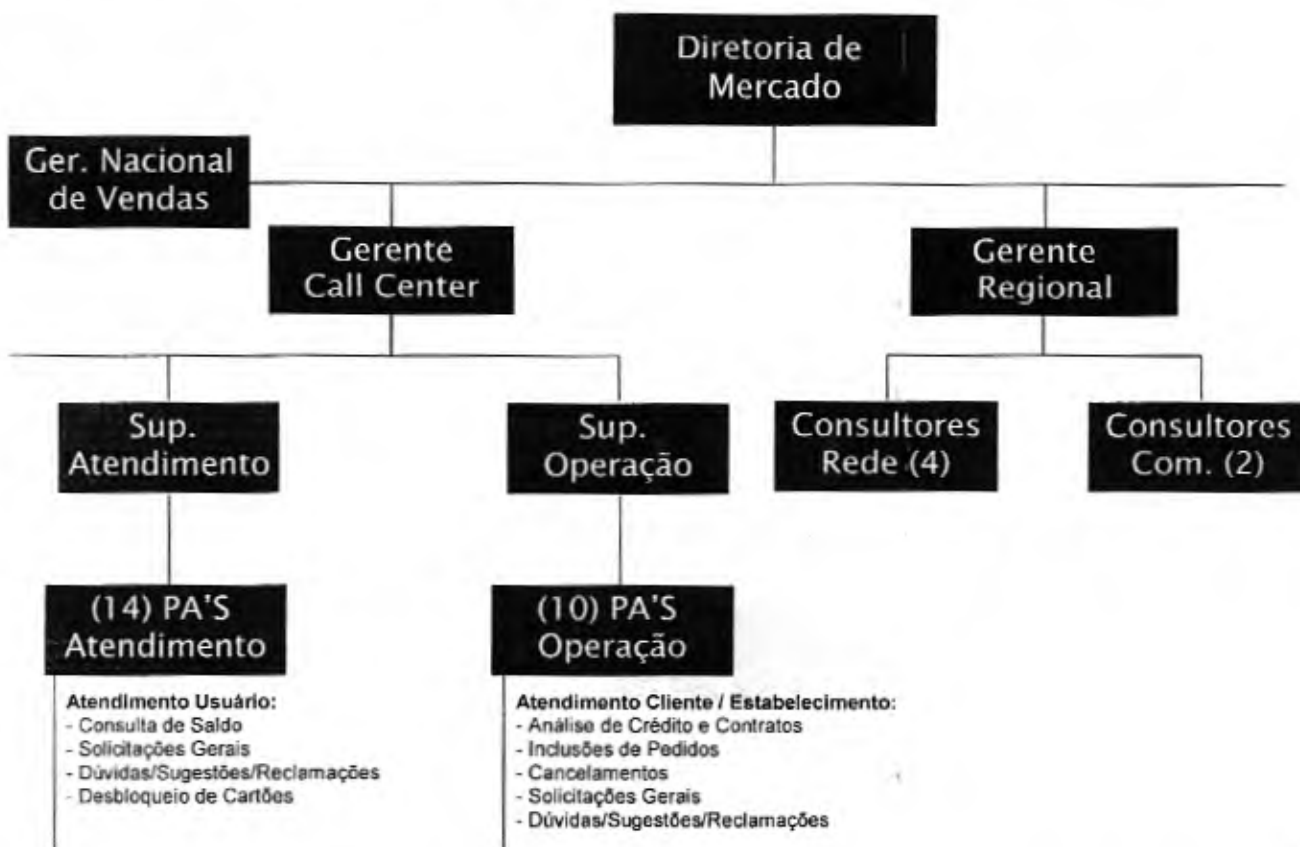 Diretoria de
Mercado
Ger. Nacional
de Vendas
Gerente
Call Center
Gerente
Regional
Sup.
Atendimento
Sup.
Operação
Consultores
Rede (4)
Consultores
Com. (2)
(14) PA'S
Atendimento
(10) PA'S
Operação
Atendimento Usuário:
- Consulta de Saldo
- Solicitações Gerais
- Dúvidas/Sugestões/Reclamações
- Desbloqueio de Cartões
Atendimento Cliente / Estabelecimento:
- Análise de Crédito e Contratos
- Inclusões de Pedidos
- Cancelamentos
- Solicitações Gerais
- Dúvidas/Sugestões/Reclamações